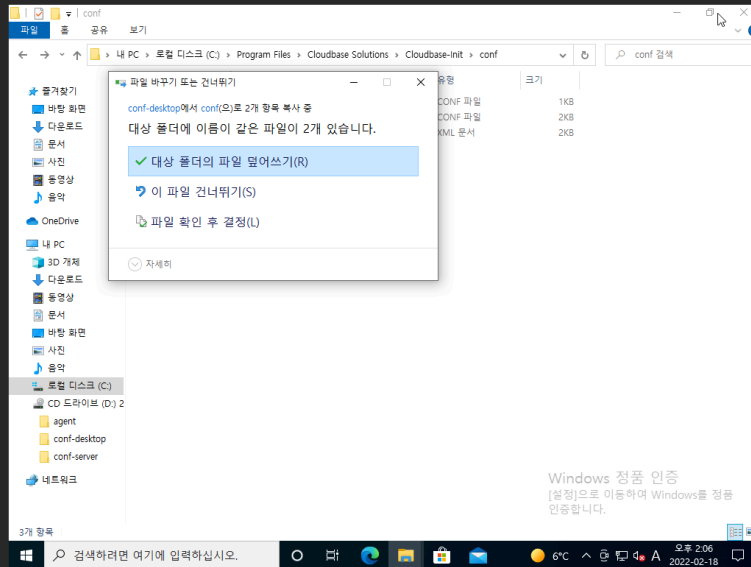 conf
파일 홈 공유 보기
내 PC 로컬 디스크 (C:) Program Files Cloudbase Solutions Cloudbase-Init conf
conf 검색
유형 크기
CONF 파일 1KB
CONF 파일 2KB
XML 문서 2KB
즐겨찾기
바탕 화면
다운로드
문서
사진
동영상
음악
OneDrive
내 PC
3D 개체
다운로드
동영상
문서
바탕 화면
사진
음악
로컬 디스크 (C:)
CD 드라이브 (D:) 2
agent
conf-desktop
conf-server
네트워크
파일 바꾸기 또는 건너뛰기
conf-desktop에서 conf(으)로 2개 항목 복사 중
대상 폴더에 이름이 같은 파일이 2개 있습니다.
대상 폴더의 파일 덮어쓰기(R)
이 파일 건너뛰기(S)
파일 확인 후 결정(L)
자세히
Windows 정품 인증
[설정]으로 이동하여 Windows를 정품
인증합니다.
3개 항목
검색하려면 여기에 입력하십시오.
6°C
A
오후 2:06
2022-02-18